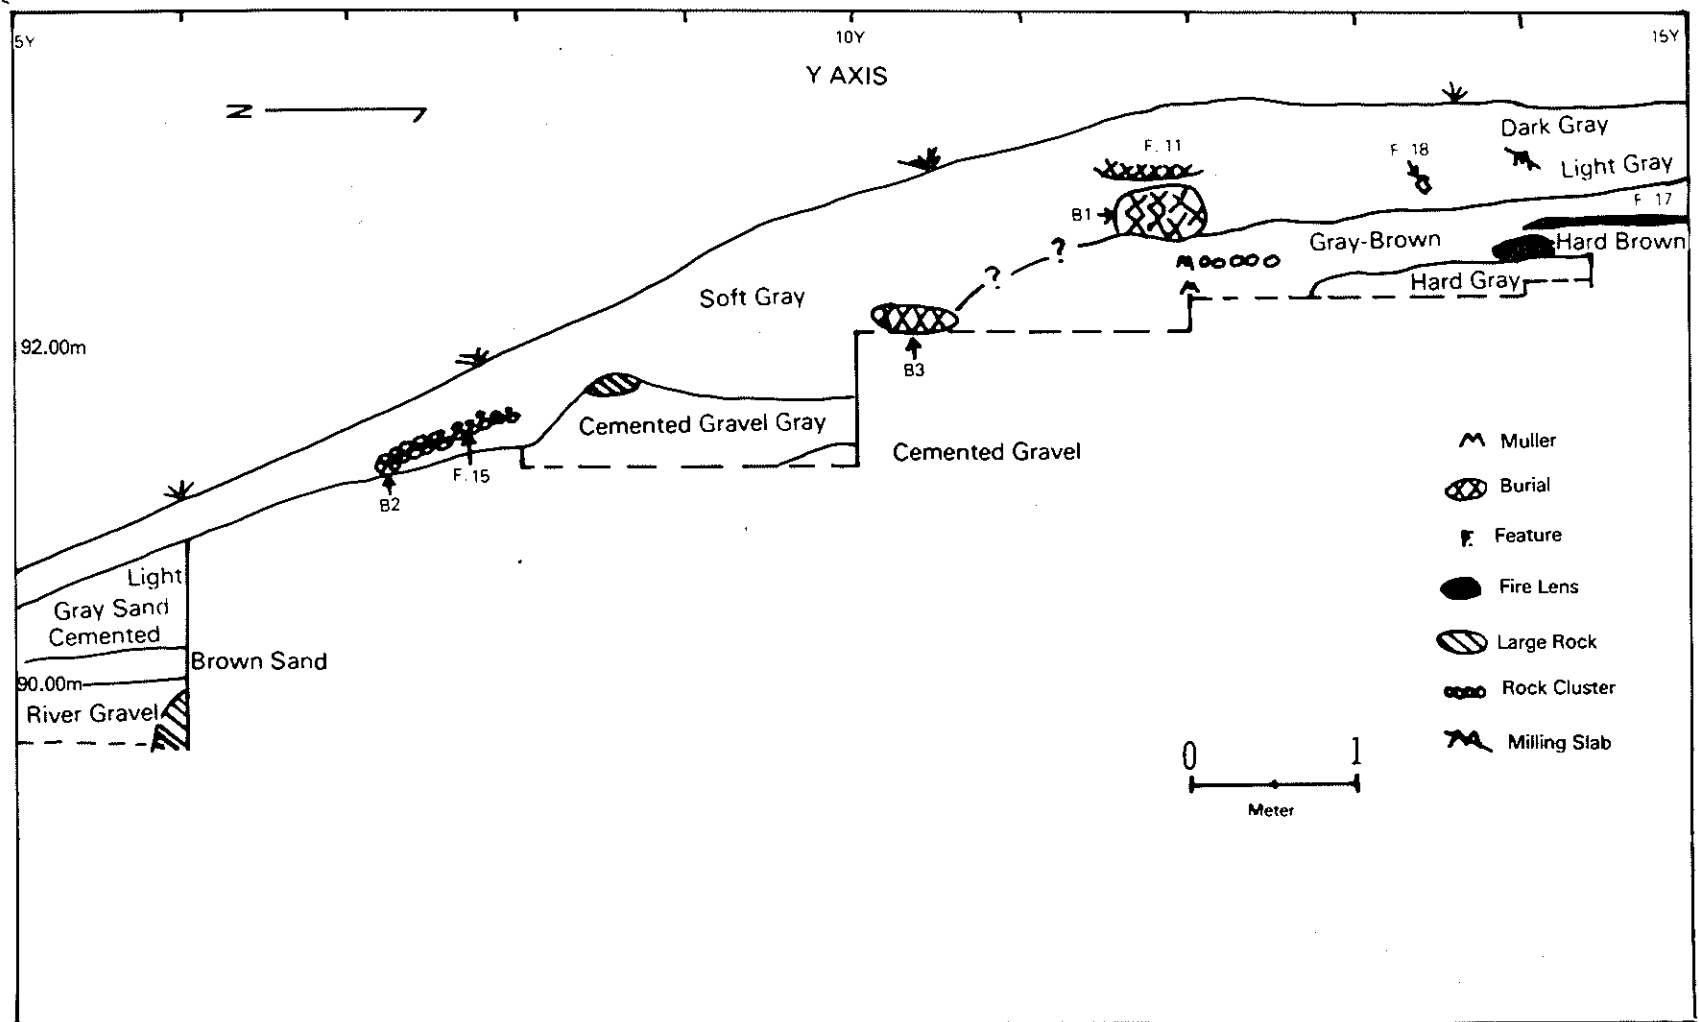 5Y
10Y
15Y
Y AXIS
N
Dark Gray
F. 11
F 18
Light Gray
F 17
B1
?
?
Gray-Brown
Hard Brown
Hard Gray
Soft Gray
92.00m
B3
Cemented Gravel Gray
Cemented Gravel
F. 15
B2
Muller
Burial
F. Feature
Fire Lens
Light
Gray Sand
Cemented
Large Rock
Brown Sand
90.00m
Rock Cluster
River Gravel
Milling Slab
0 1
Meter